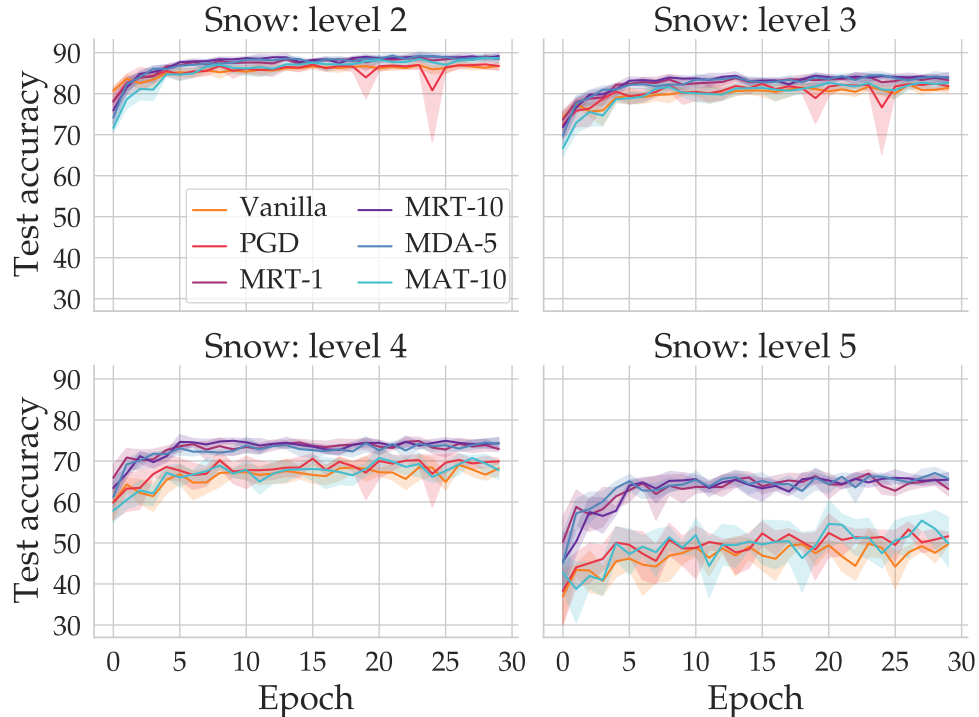 Snow: level 2
Snow: level 3
Test accuracy
90
80
70
60
50
40
30
Vanilla
PGD
MRT-1
MRT-10
MDA-5
MAT-10
Snow: level 4
Snow: level 5
Test accuracy
90
80
70
60
50
40
30
0 5 10 15 20 25 30
0 5 10 15 20 25 30
Epoch
Epoch